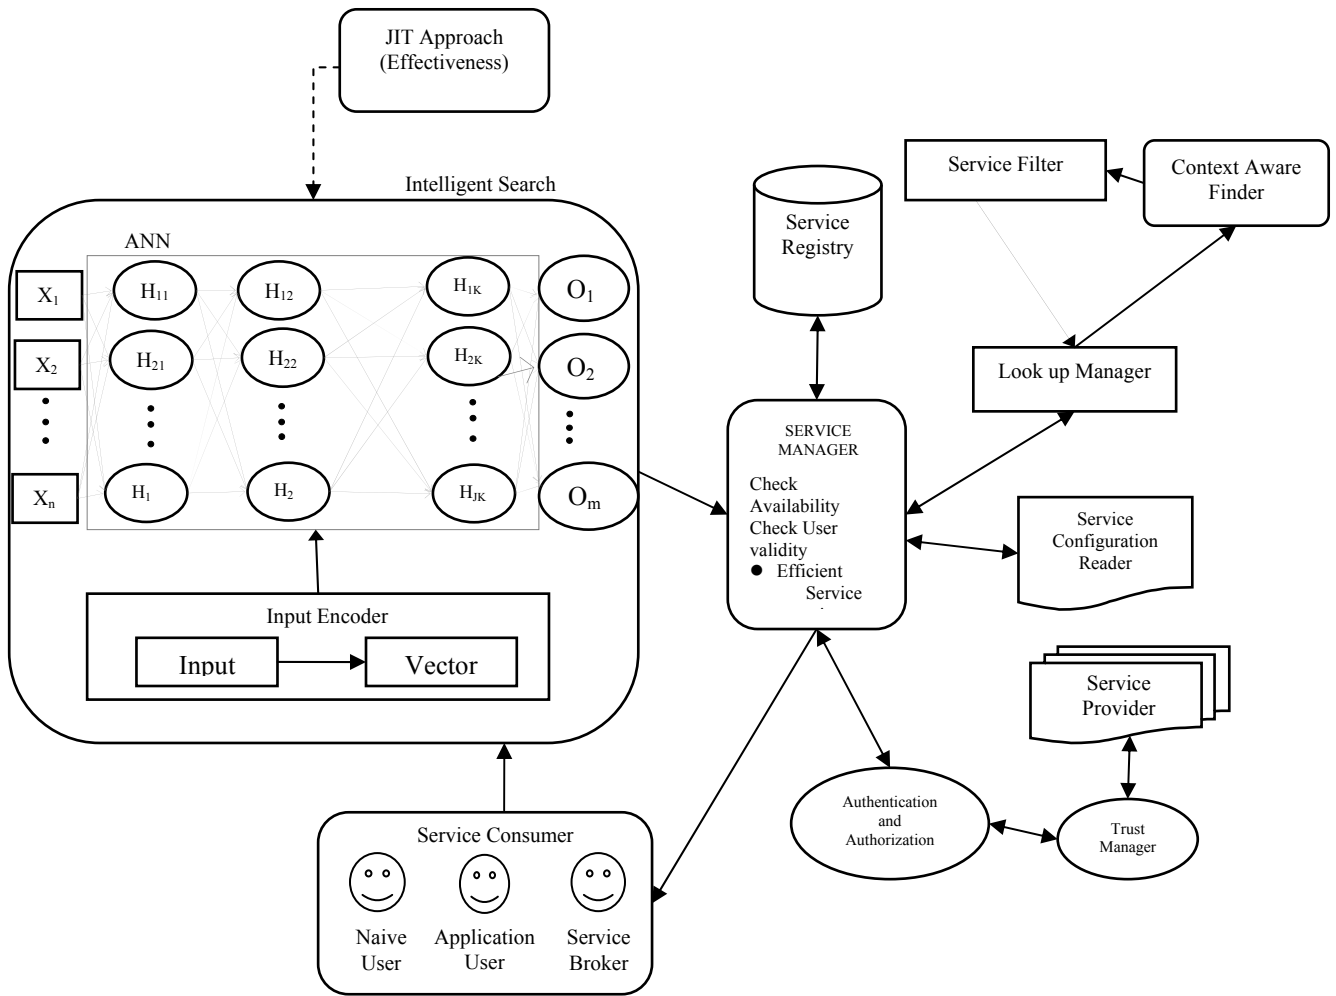 JIT Approach
(Effectiveness)
Intelligent Search
ANN
X1
H11
H12
H1K
O1
X2
H21
H22
H2K
O2
Xn
H1
H2
HJK
Om
Input Encoder
Input
Vector
Service Consumer
Naive
User
Application
User
Service
Broker
Service
Registry
SERVICE
MANAGER
Check
Availability
Check User
validity
● Efficient
Service
Service Filter
Context Aware
Finder
Look up Manager
Service
Configuration
Reader
Service
Provider
Authentication
and
Authorization
Trust
Manager